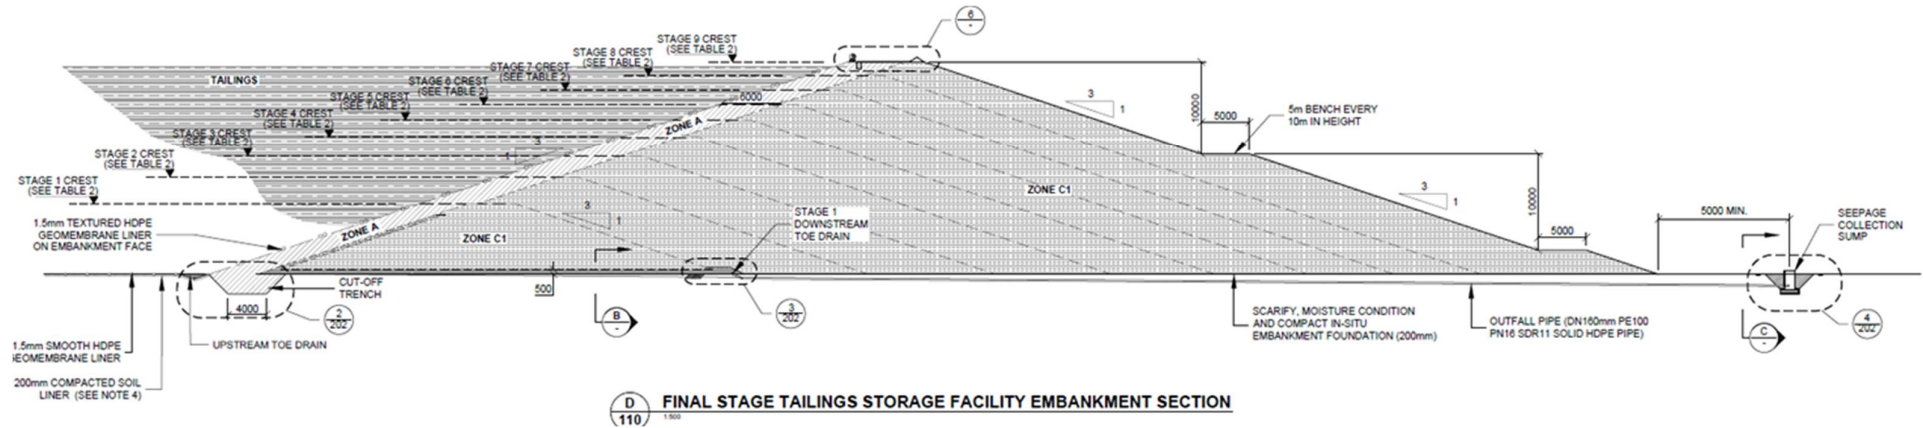 6
-
STAGE 9 CREST
(SEE TABLE 2)
STAGE 8 CREST
(SEE TABLE 2)
STAGE 7 CREST
(SEE TABLE 2)
STAGE 6 CREST
(SEE TABLE 2)
STAGE 5 CREST
(SEE TABLE 2)
STAGE 4 CREST
(SEE TABLE 2)
STAGE 3 CREST
(SEE TABLE 2)
STAGE 2 CREST
(SEE TABLE 2)
STAGE 1 CREST
(SEE TABLE 2)
TAILINGS
6000
ZONE A
3
1
3
1
10000
5000
5m BENCH EVERY
10m IN HEIGHT
ZONE C1
3
1
10000
5000
5000 MIN.
SEEPAGE
COLLECTION
SUMP
1.5mm TEXTURED HDPE
GEOMEMBRANE LINER
ON EMBANKMENT FACE
ZONE A
ZONE C1
3
1
STAGE 1
DOWNSTREAM
TOE DRAIN
CUT-OFF
TRENCH
4000
500
2
202
B
-
3
202
SCARIFY, MOISTURE CONDITION
AND COMPACT IN-SITU
EMBANKMENT FOUNDATION (200mm)
OUTFALL PIPE (DN160mm PE100
PN16 SDR11 SOLID HDPE PIPE)
C
-
4
202
UPSTREAM TOE DRAIN
1.5mm SMOOTH HDPE
GEOMEMBRANE LINER
200mm COMPACTED SOIL
LINER (SEE NOTE 4)
D
110
FINAL STAGE TAILINGS STORAGE FACILITY EMBANKMENT SECTION
1:500